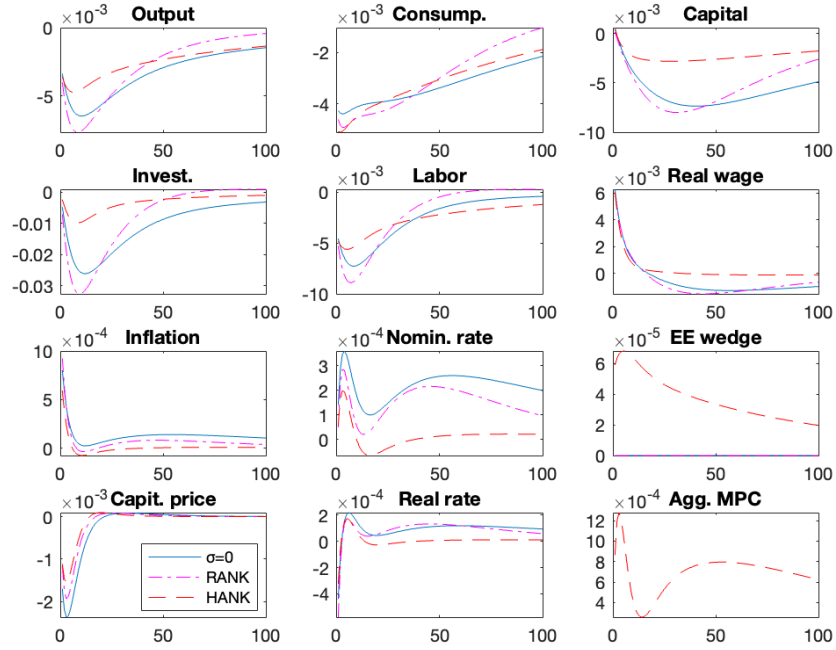 ×10⁻³ Output
0
-5
0 50 100
×10⁻³ Consump.
-2
-4
0 50 100
×10⁻³ Capital
0
-5
-10
0 50 100
Invest.
0
-0.01
-0.02
-0.03
0 50 100
×10⁻³ Labor
0
-5
-10
0 50 100
×10⁻³ Real wage
6
4
2
0
0 50 100
×10⁻⁴ Inflation
10
5
0
0 50 100
×10⁻⁴ Nomin. rate
3
2
1
0
0 50 100
×10⁻⁵ EE wedge
6
4
2
0
0 50 100
×10⁻³ Capit. price
0
-1
-2
σ=0
RANK
HANK
0 50 100
×10⁻⁴ Real rate
2
0
-2
-4
0 50 100
×10⁻⁴ Agg. MPC
12
10
8
6
4
0 50 100